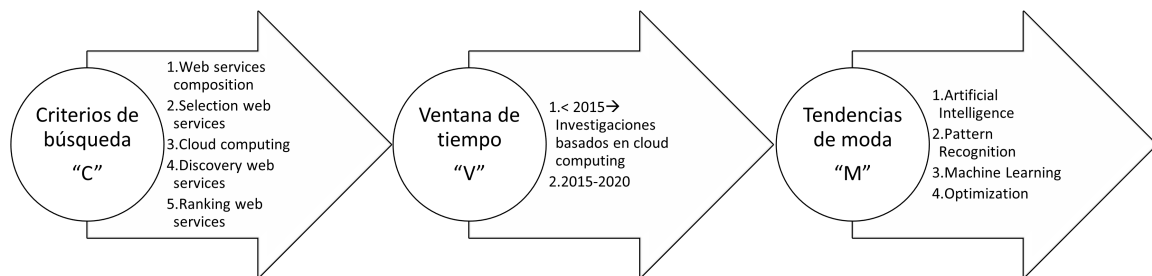 Criterios de
búsqueda
“C”
1.Web services
composition
2.Selection web
services
3.Cloud computing
4.Discovery web
services
5.Ranking web
services
Ventana de
tiempo
“V”
1.< 2015→
Investigaciones
basados en cloud
computing
2.2015-2020
Tendencias
de moda
“M”
1.Artificial
Intelligence
2.Pattern
Recognition
3.Machine Learning
4.Optimization